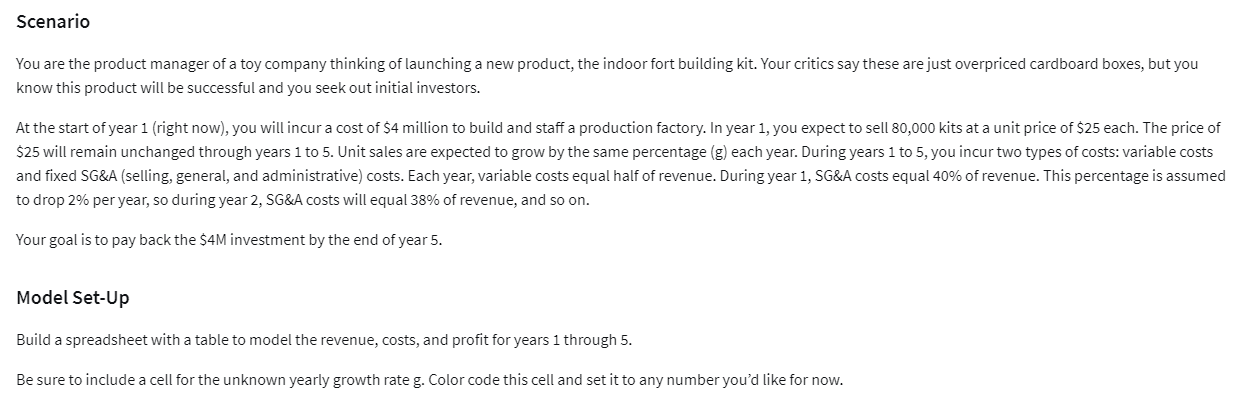 Scenario
You are the product manager of a toy company thinking of launching a new product, the indoor fort building kit. Your critics say these are just overpriced cardboard boxes, but you
know this product will be successful and you seek out initial investors.
At the start of year 1 (right now), you will incur a cost of $4 million to build and staff a production factory. In year 1, you expect to sell 80,000 kits at a unit price of $25 each. The price of
$25 will remain unchanged through years 1 to 5. Unit sales are expected to grow by the same percentage (g) each year. During years 1 to 5, you incur two types of costs: variable costs
and fixed SG&A (selling, general, and administrative) costs. Each year, variable costs equal half of revenue. During year 1, SG&A costs equal 40% of revenue. This percentage is assumed
to drop 2% per year, so during year 2, SG&A costs will equal 38% of revenue, and so on.
Your goal is to pay back the $4M investment by the end of year 5.
Model Set-Up
Build a spreadsheet with a table to model the revenue, costs, and profit for years 1 through 5.
Be sure to include a cell for the unknown yearly growth rate g. Color code this cell and set it to any number you’d like for now.